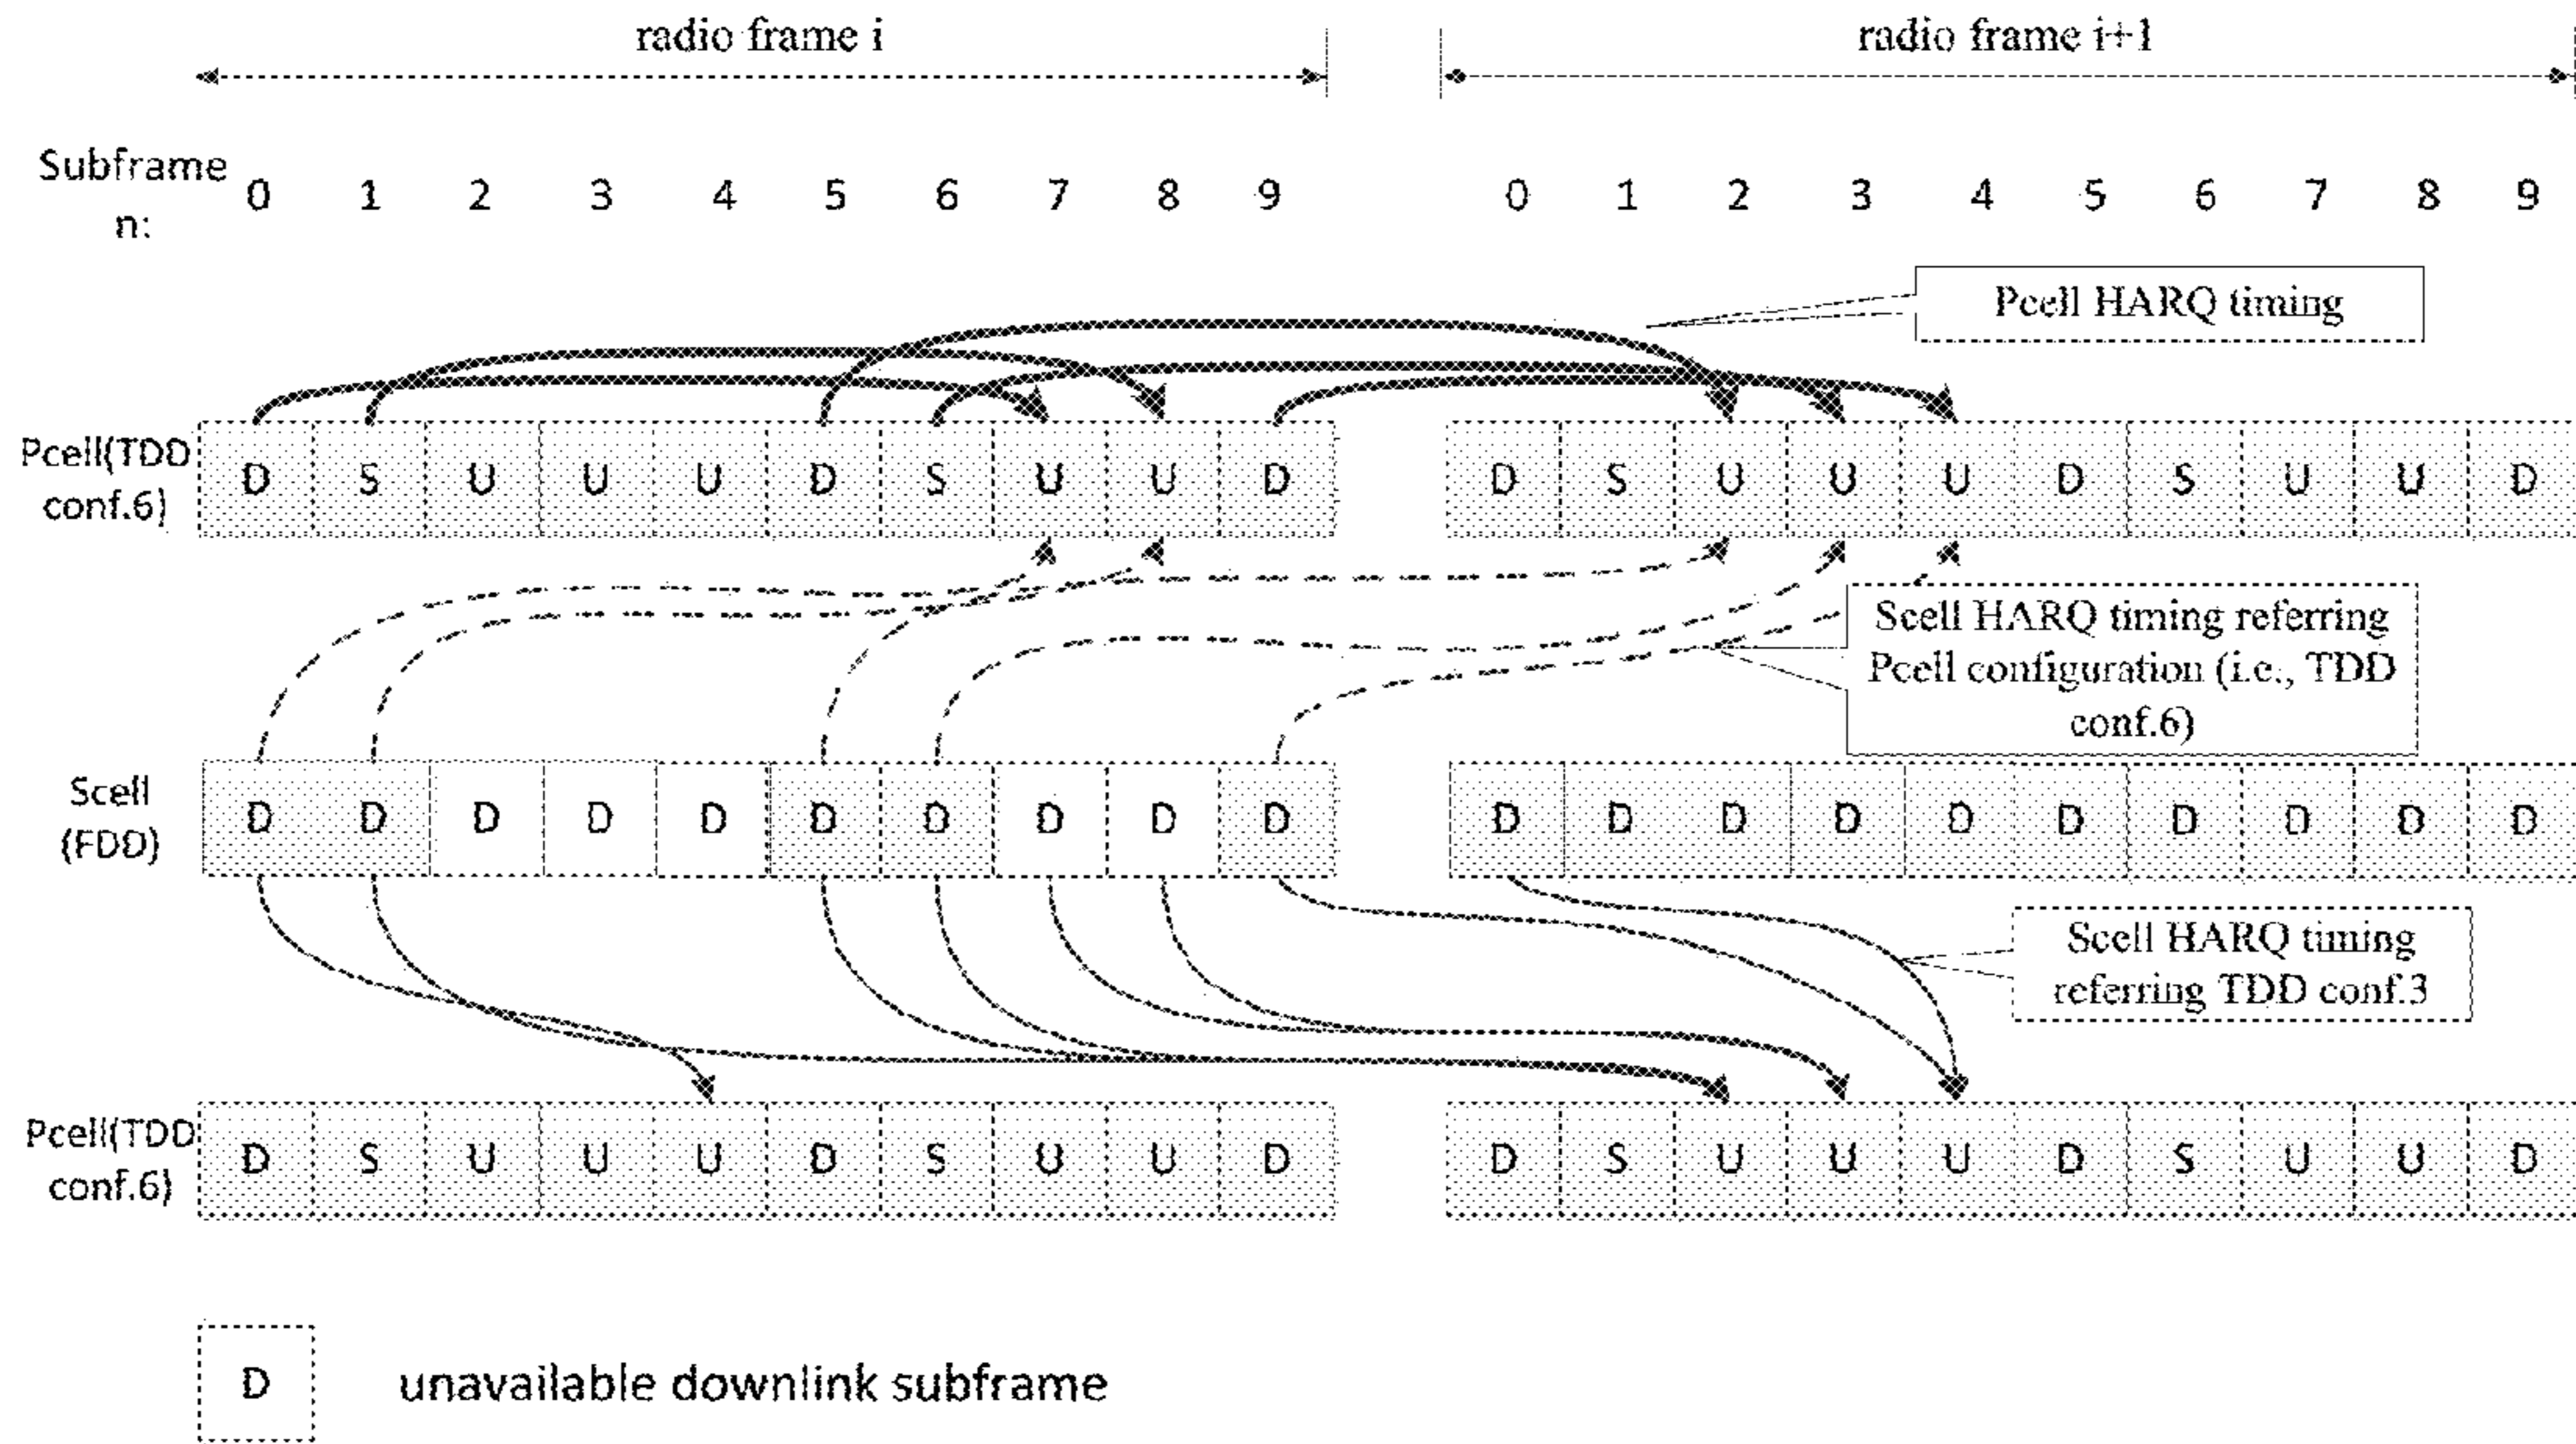 radio frame i radio frame i+1
Subframe
n:
0 1 2 3 4 5 6 7 8 9 0 1 2 3 4 5 6 7 8 9
Pcell HARQ timing
Pcell(TDD
conf.6)
D S U U U D S U U D D S U U U D S U U D
Scell HARQ timing referring
Pcell configuration (i.e., TDD
conf.6)
Scell
(FDD)
D D D D D D D D D D D D D D D D D D D D
Scell HARQ timing
referring TDD conf.3
Pcell(TDD
conf.6)
D S U U U D S U U D D S U U U D S U U D
D unavailable downlink subframe